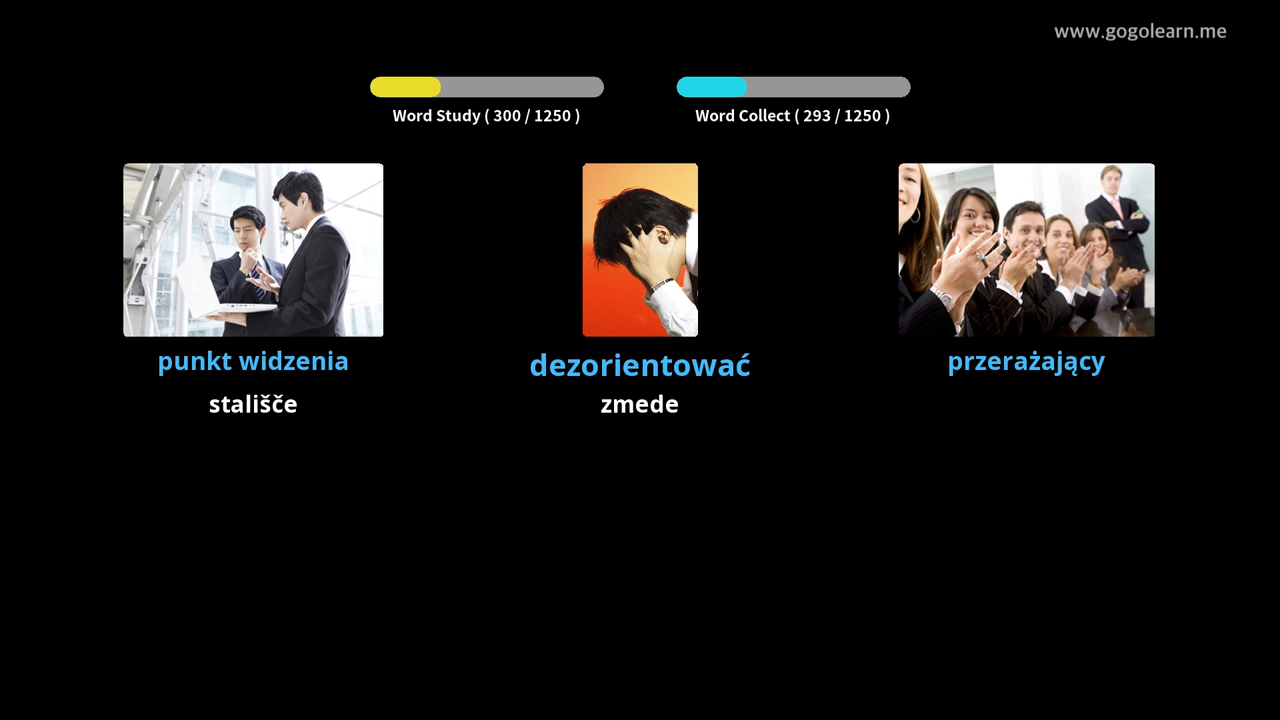 www.gogolearn.me
Word Study ( 300 / 1250 )
Word Collect ( 293 / 1250 )
punkt widzenia
dezorientować
przerażający
stališče
zmede